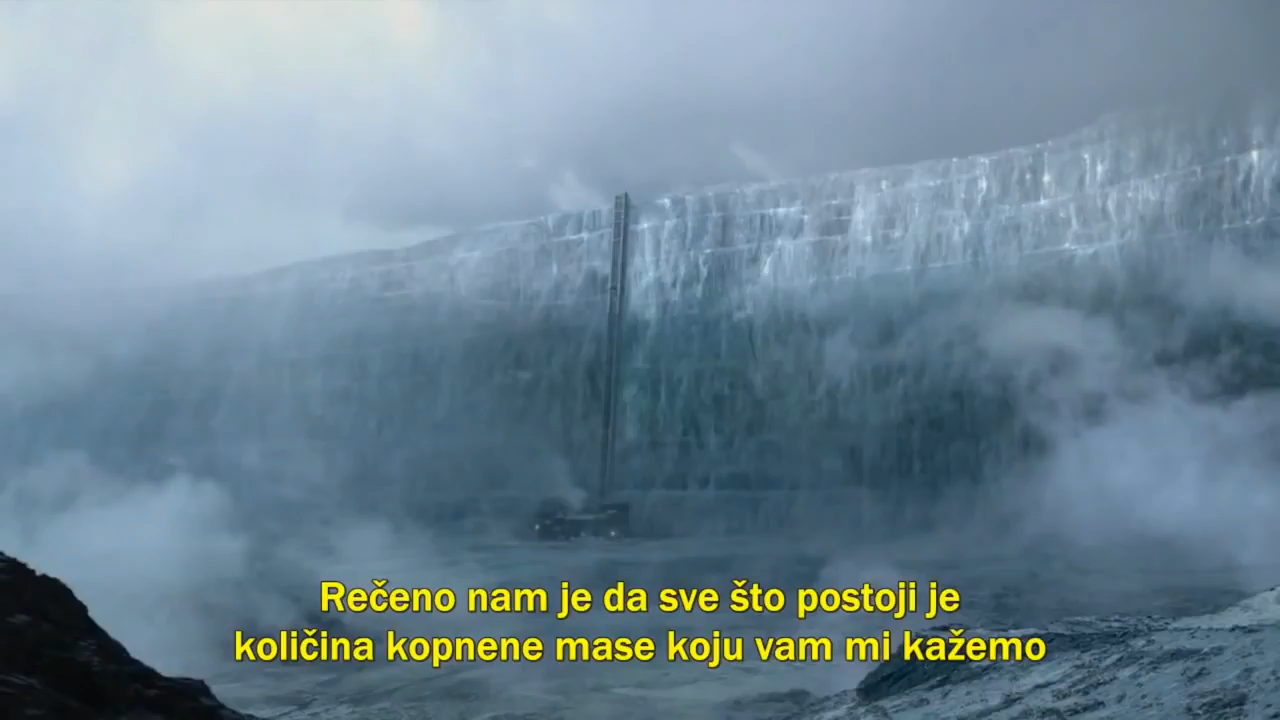 Rečeno nam je da sve što postoji je
količina kopnene mase koju vam mi kažemo